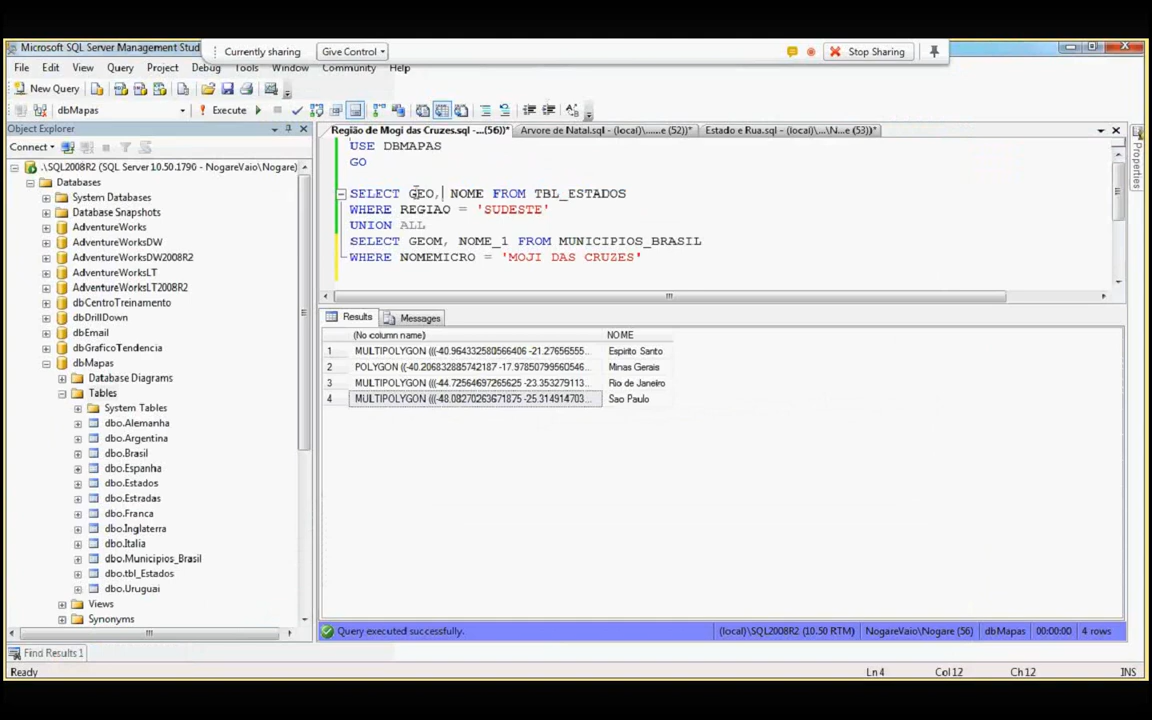 Microsoft SQL Server Management Stud
Currently sharing
Give Control
Stop Sharing
File Edit View Query Project Debug Tools Window Community Help
New Query
dbMapas
Execute
Object Explorer
Connect
.\SQL2008R2 (SQL Server 10.50.1790 - NogareVaio\Nogare)
Databases
System Databases
Database Snapshots
AdventureWorks
AdventureWorksDW
AdventureWorksDW2008R2
AdventureWorksLT
AdventureWorksLT2008R2
dbCentroTreinamento
dbDrillDown
dbEmail
dbGraficoTendencia
dbMapas
Database Diagrams
Tables
System Tables
dbo.Alemanha
dbo.Argentina
dbo.Brasil
dbo.Espanha
dbo.Estados
dbo.Estradas
dbo.Franca
dbo.Inglaterra
dbo.Italia
dbo.Municipios_Brasil
dbo.tbl_Estados
dbo.Uruguai
Views
Synonyms
Find Results 1
Região de Mogi das Cruzes.sql -...(56))*
Arvore de Natal.sql - (local)\.....e (52))*
Estado e Rua.sql - (local)\...\N...e (53))*
Properties
USE DBMAPAS
GO
SELECT GEO, NOME FROM TBL_ESTADOS
WHERE REGIAO = 'SUDESTE'
UNION ALL
SELECT GEOM, NOME_1 FROM MUNICIPIOS_BRASIL
WHERE NOMEMICRO = 'MOJI DAS CRUZES'
Results
Messages
(No column name) NOME
1 MULTIPOLYGON (((-40.964332580566406 -21.27656555... Espirito Santo
2 POLYGON ((-40.206832885742187 -17.97850799560546... Minas Gerais
3 MULTIPOLYGON (((-44.72564697265625 -23.353279113... Rio de Janeiro
4 MULTIPOLYGON (((-48.08270263671875 -25.314914703... Sao Paulo
Query executed successfully.
(local)\SQL2008R2 (10.50 RTM) NogareVaio\Nogare (56) dbMapas 00:00:00 4 rows
Ready
Ln 4 Col 12 Ch 12 INS